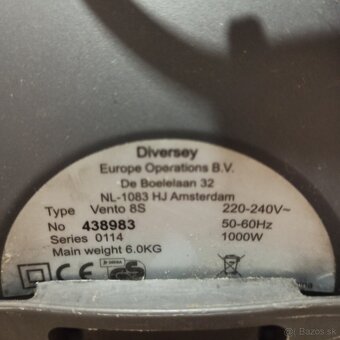 Diversey
Europe Operations B.V.
De Boelelaan 32
NL-1083 HJ Amsterdam
Type Vento 8S 220-240V~
No 438983 50-60Hz
Series 0114 1000W
Main weight 6.0KG
© Bazos.sk